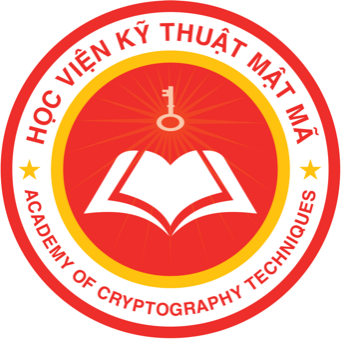 HỌC VIỆN KỸ THUẬT MẬT MÃ
ACADEMY OF CRYPTOGRAPHY TECHNIQUES